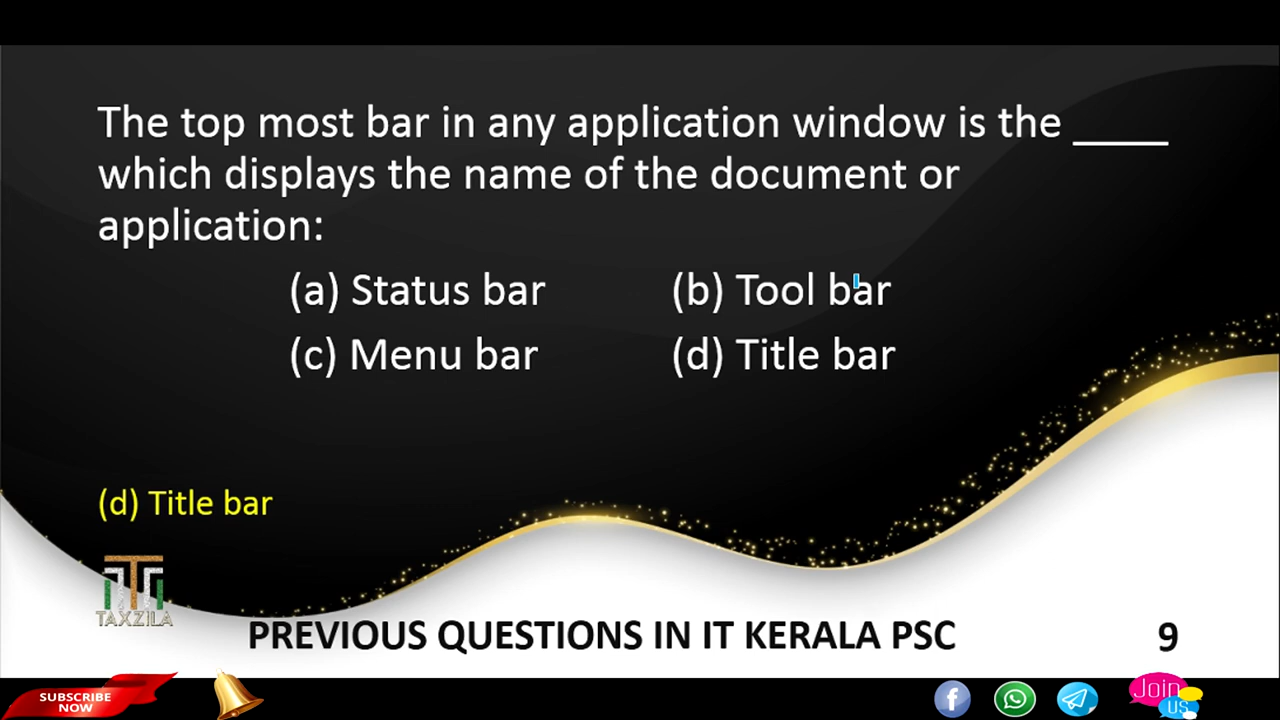 The top most bar in any application window is the _____
which displays the name of the document or
application:
(a) Status bar (b) Tool bar
(c) Menu bar (d) Title bar
(d) Title bar
TAXZILA
PREVIOUS QUESTIONS IN IT KERALA PSC 9
SUBSCRIBE
NOW
Join
US